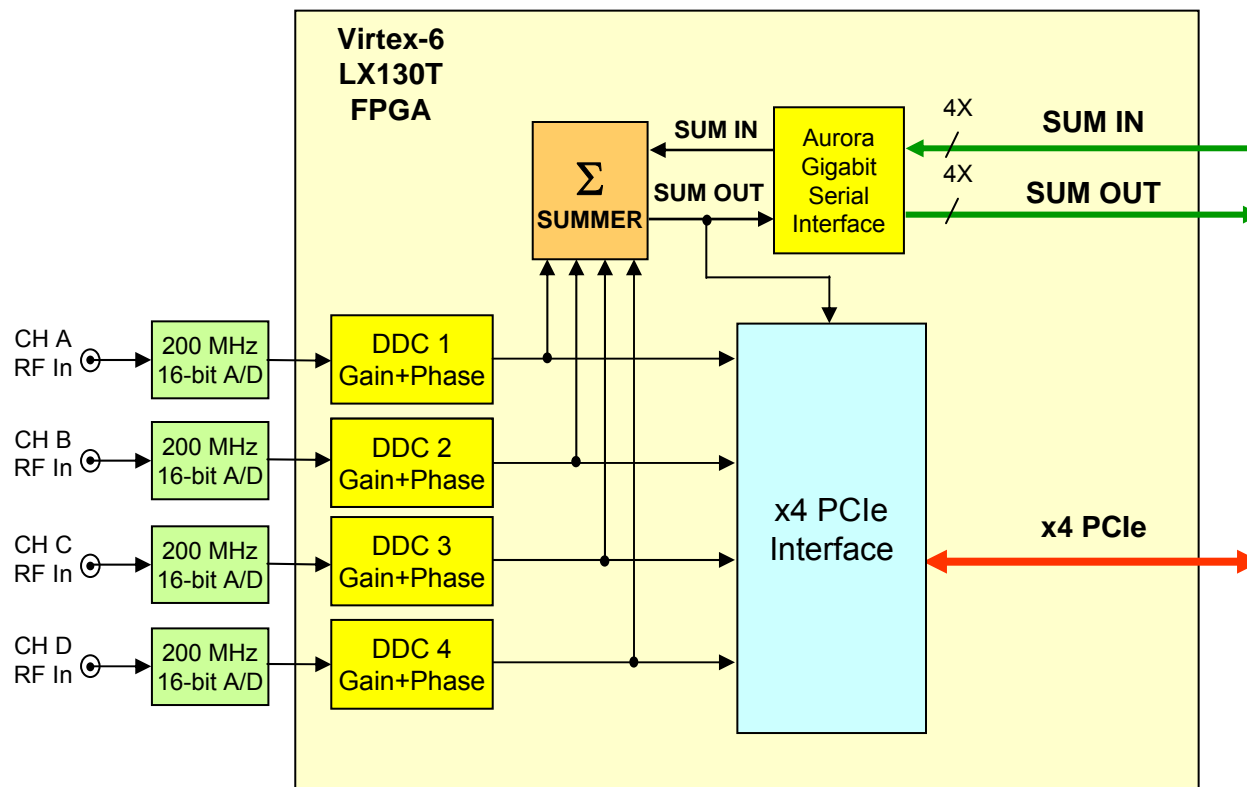 Virtex-6
LX130T
FPGA
4X
SUM IN
SUM IN
Aurora
Gigabit
Serial
Interface
4X
SUM OUT
SUM OUT
Σ
SUMMER
CH A
RF In
200 MHz
16-bit A/D
DDC 1
Gain+Phase
CH B
RF In
200 MHz
16-bit A/D
DDC 2
Gain+Phase
CH C
RF In
200 MHz
16-bit A/D
DDC 3
Gain+Phase
CH D
RF In
200 MHz
16-bit A/D
DDC 4
Gain+Phase
x4 PCIe
Interface
x4 PCIe